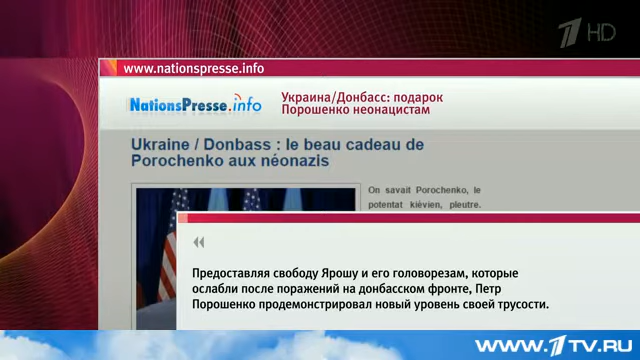 1 HD
www.nationspresse.info
NationsPresse.info
Украина/Донбасс: подарок
Порошенко неонацистам
Ukraine / Donbass : le beau cadeau de
Porochenko aux néonazis
On savait Porochenko, le
potentat kiévien, pleutre.
«
Предоставляя свободу Ярошу и его головорезам, которые
ослабли после поражений на донбасском фронте, Петр
Порошенко продемонстрировал новый уровень своей трусости.
WWW.1TV.RU